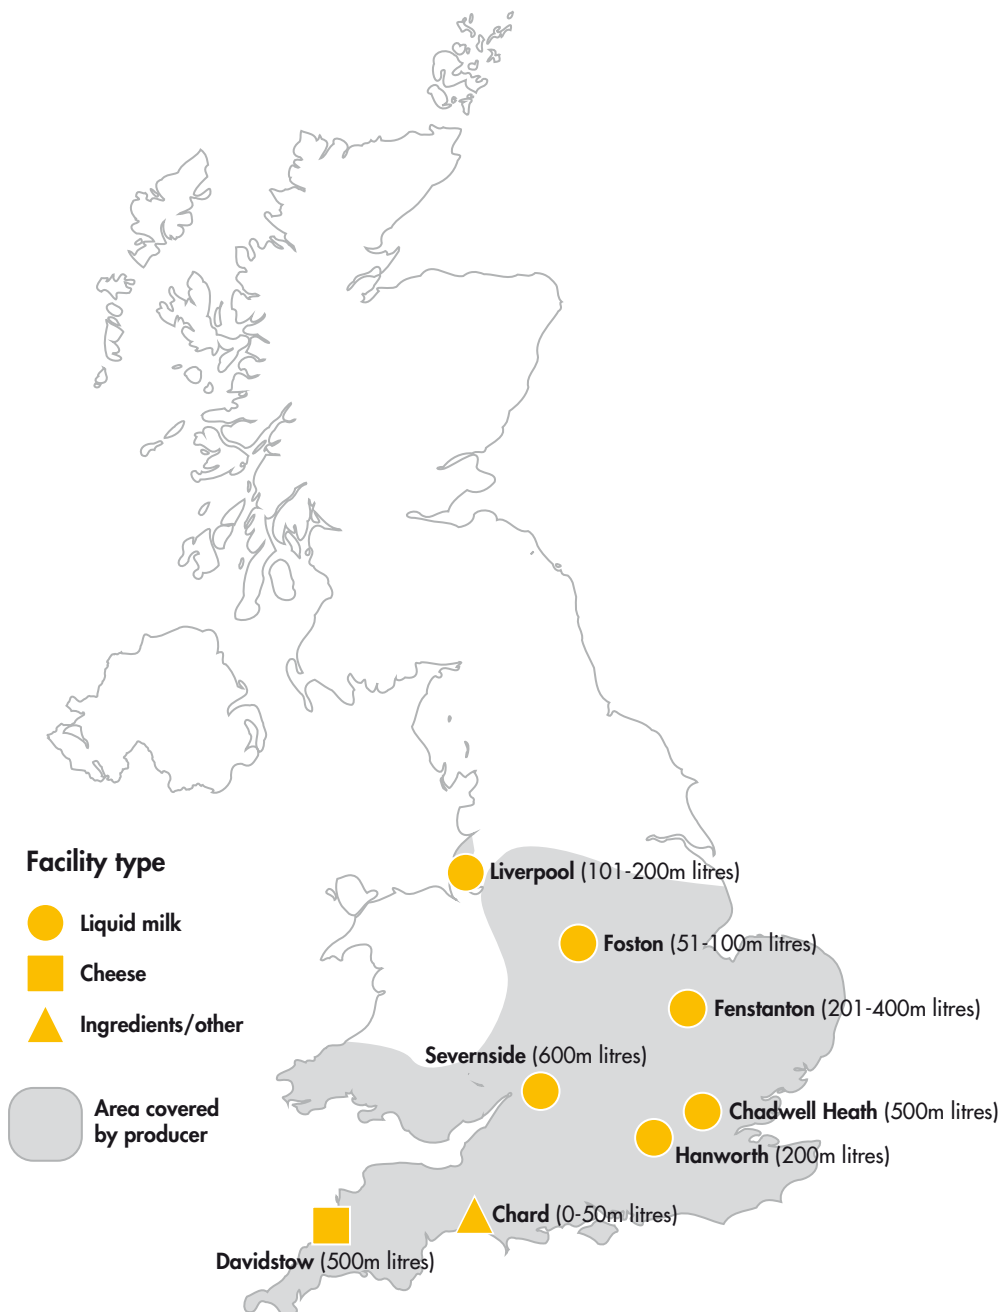 Facility type
Liquid milk
Cheese
Ingredients/other
Area covered
by producer
Liverpool (101-200m litres)
Foston (51-100m litres)
Fenstanton (201-400m litres)
Severnside (600m litres)
Chadwell Heath (500m litres)
Hanworth (200m litres)
Chard (0-50m litres)
Davidstow (500m litres)